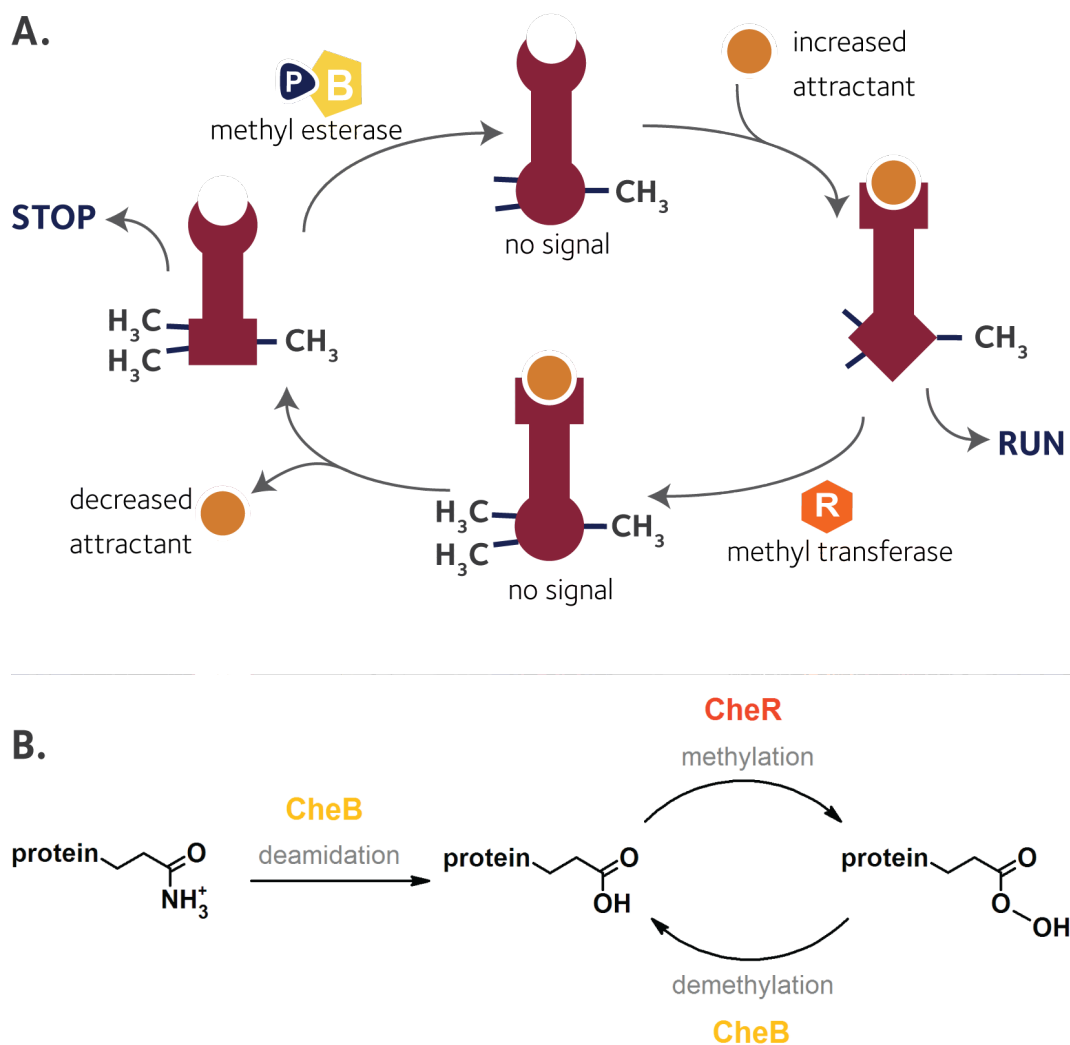 A.
increased
attractant
P B
methyl esterase
CH₃
no signal
STOP
H₃C
H₃C
CH₃
CH₃
RUN
decreased
attractant
H₃C
H₃C
CH₃
no signal
R
methyl transferase
B.
CheR
methylation
CheB
deamidation
protein O
NH₃⁺
protein O
OH
protein O
O
OH
demethylation
CheB